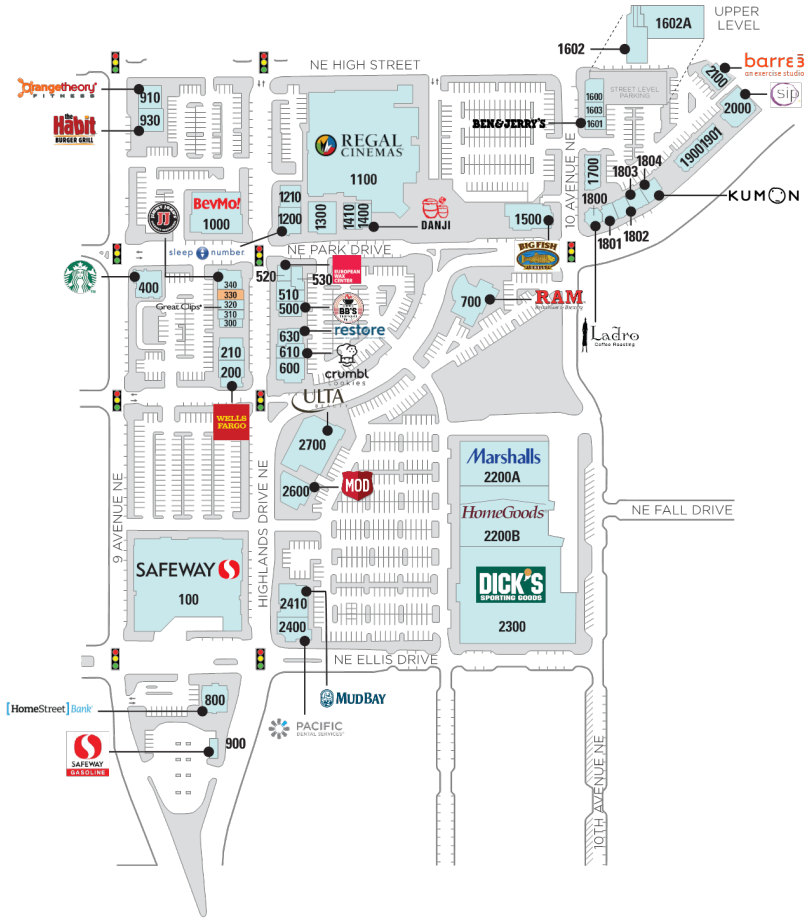 UPPER
LEVEL
1602A
1602
NE HIGH STREET
orangetheory
FITNESS
910
930
the
Habit
BURGER GRILL
REGAL
CINEMAS
1100
BEN&JERRY'S
STREET LEVEL
PARKING
1600
1603
1601
2100
barre3
an exercise studio
sip
2000
1901
1900
10 AVENUE NE
1700
1803
1804
KUMON
1800
1801
1802
BevMo!
1000
1210
1200
1300
1410
1400
DANJI
1500
JJ
sleep number
NE PARK DRIVE
BIG FISH
GRILL
400
340
330
Great Clips
320
310
300
520
530
EUROPEAN
WAX
CENTER
510
500
BB'S
700
RAM
630
restore
610
600
crumbl
cookies
Ladro
Coffee Roasting
210
200
ULTA
BEAUTY
WELLS
FARGO
2700
2600
MOD
Marshalls
2200A
HomeGoods
2200B
DICK'S
SPORTING GOODS
2300
NE FALL DRIVE
9 AVENUE NE
HIGHLANDS DRIVE NE
SAFEWAY
100
2410
2400
NE ELLIS DRIVE
MUDBAY
PACIFIC
DENTAL SERVICES
[HomeStreet] Bank
800
SAFEWAY
GASOLINE
900
10TH AVENUE NE